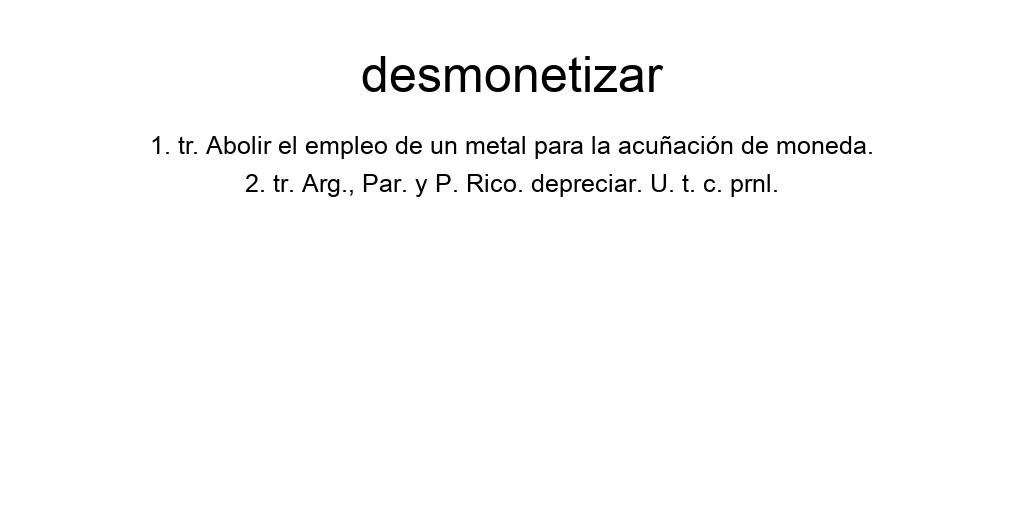 desmonetizar
1. tr. Abolir el empleo de un metal para la acuñación de moneda.
2. tr. Arg., Par. y P. Rico. depreciar. U. t. c. prnl.